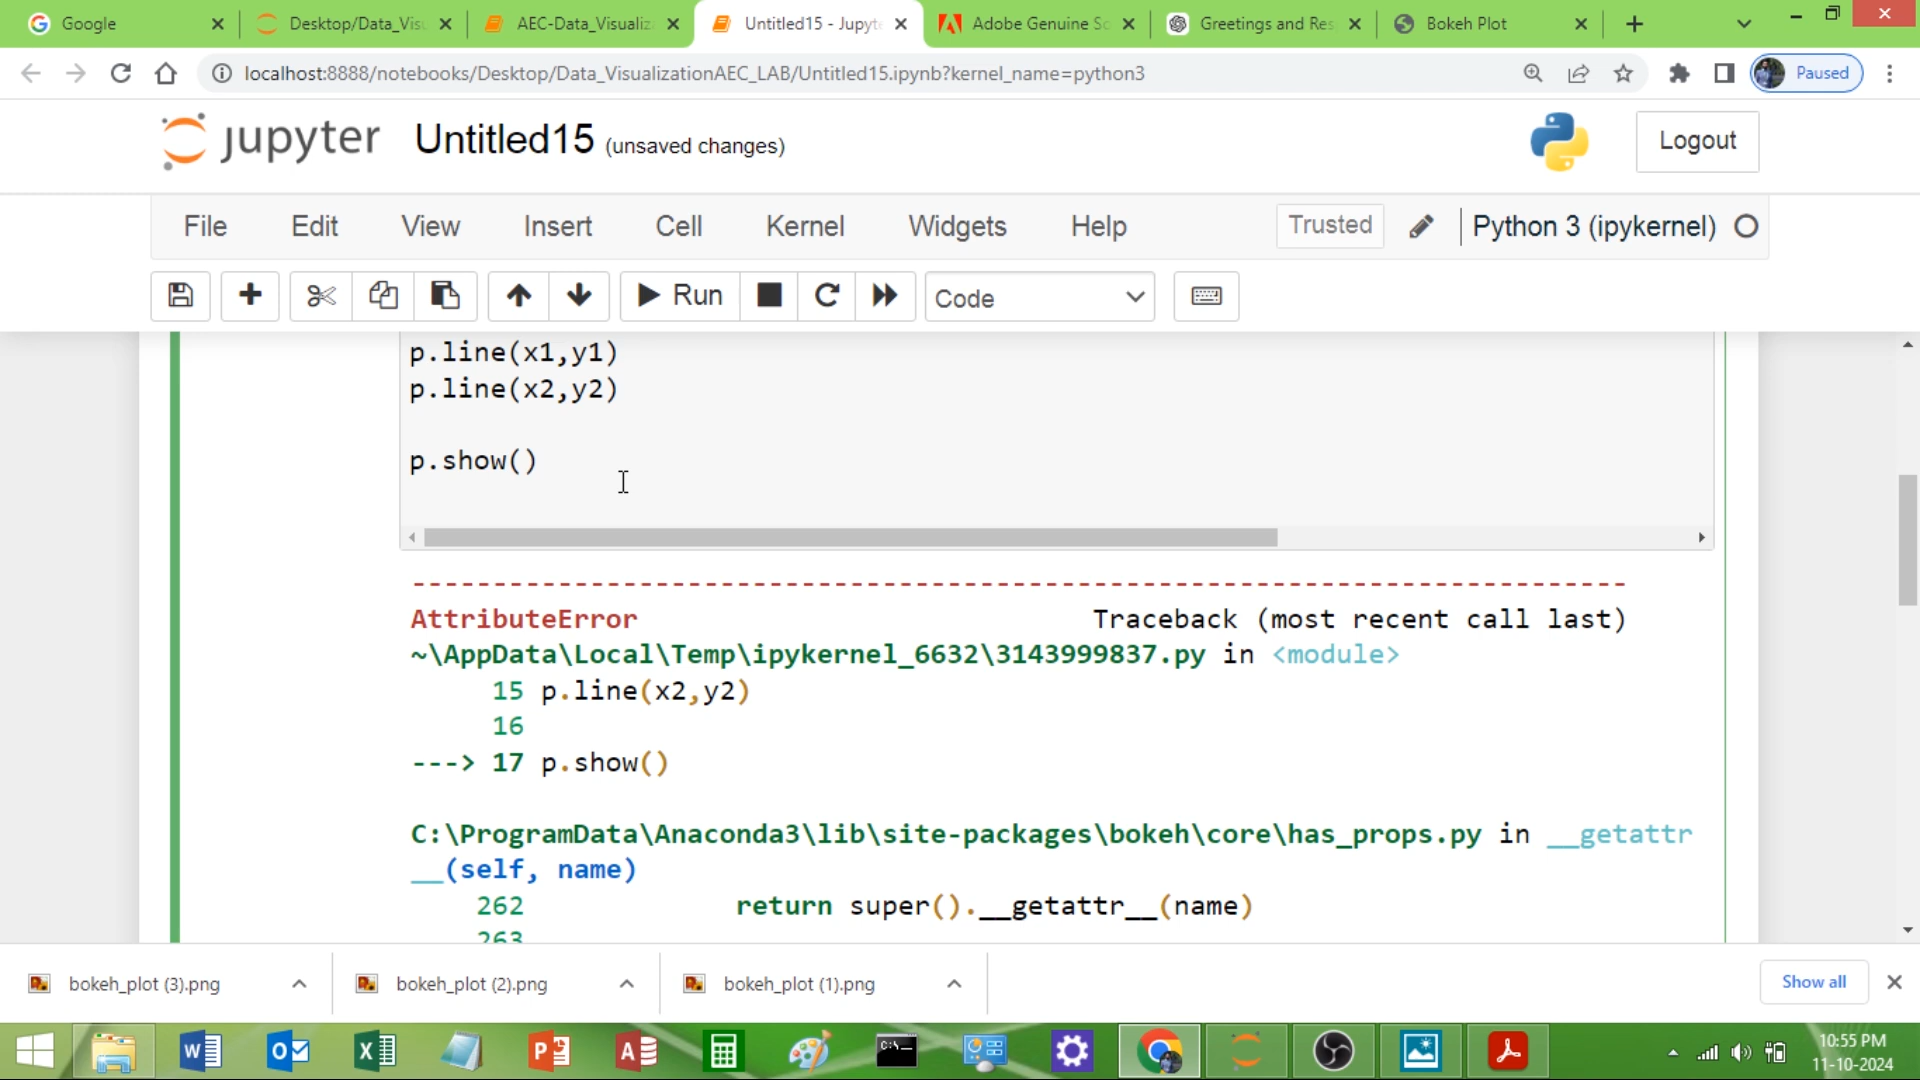 Google
Desktop/Data_Vis
AEC-Data_Visualiz
Untitled15 - Jupyt
Adobe Genuine So
Greetings and Res
Bokeh Plot
localhost:8888/notebooks/Desktop/Data_VisualizationAEC_LAB/Untitled15.ipynb?kernel_name=python3
Paused
jupyter Untitled15 (unsaved changes)
Logout
File Edit View Insert Cell Kernel Widgets Help
Trusted
Python 3 (ipykernel)
Run
Code
p.line(x1,y1)
p.line(x2,y2)
p.show()
---------------------------------------------------------------------------
AttributeError Traceback (most recent call last)
~\AppData\Local\Temp\ipykernel_6632\3143999837.py in <module>
15 p.line(x2,y2)
16
---> 17 p.show()
C:\ProgramData\Anaconda3\lib\site-packages\bokeh\core\has_props.py in __getattr
__(self, name)
262 return super().__getattr__(name)
263
bokeh_plot (3).png
bokeh_plot (2).png
bokeh_plot (1).png
Show all
10:55 PM
11-10-2024